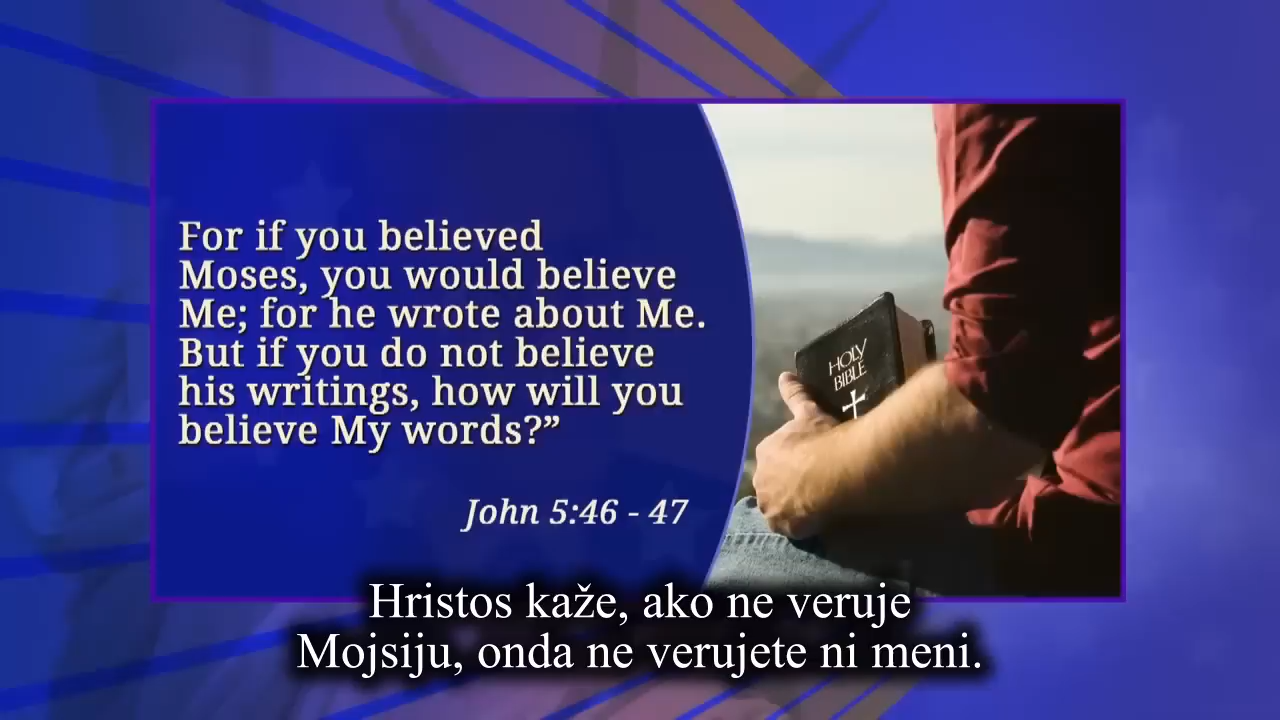 For if you believed
Moses, you would believe
Me; for he wrote about Me.
But if you do not believe
his writings, how will you
believe My words?”
John 5:46 - 47
HOLY
BIBLE
Hristos kaže, ako ne veruje
Mojsiju, onda ne verujete ni meni.